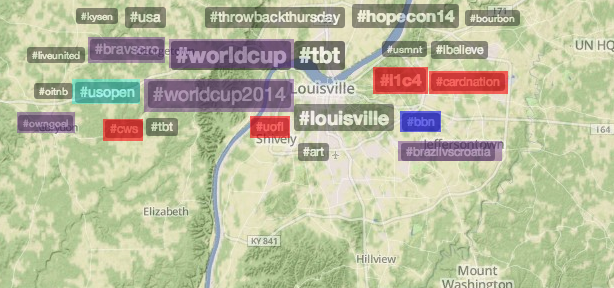 #kysen #usa #throwbackthursday #hopecon14 #bourbon
171
#liveunited #bravscro #worldcup #tbt #usmnt #ibelieve
UN HQ
#oitnb #usopen #worldcup2014 Louisville #l1c4 #cardnation
#owngoal #cws #tbt #uofl #louisville #bbn
Shively Jeffersontown
#art #brazilvscroatia
Elizabeth
KY 841
Hillview
Mount
Washington